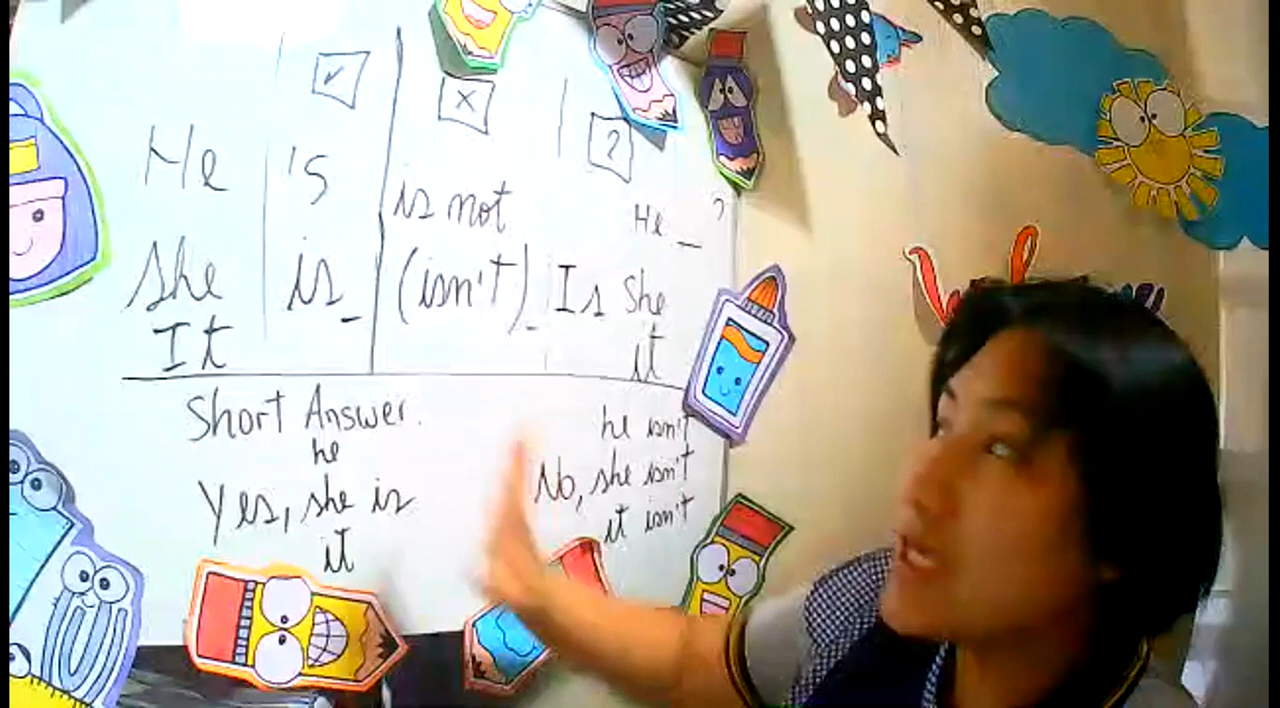 ✓ × ?
He 's is not He _ ?
she is _ (isn't) _ Is she
It it
Short Answer.
he he isn't
Yes, she is No, she isn't
it it isn't